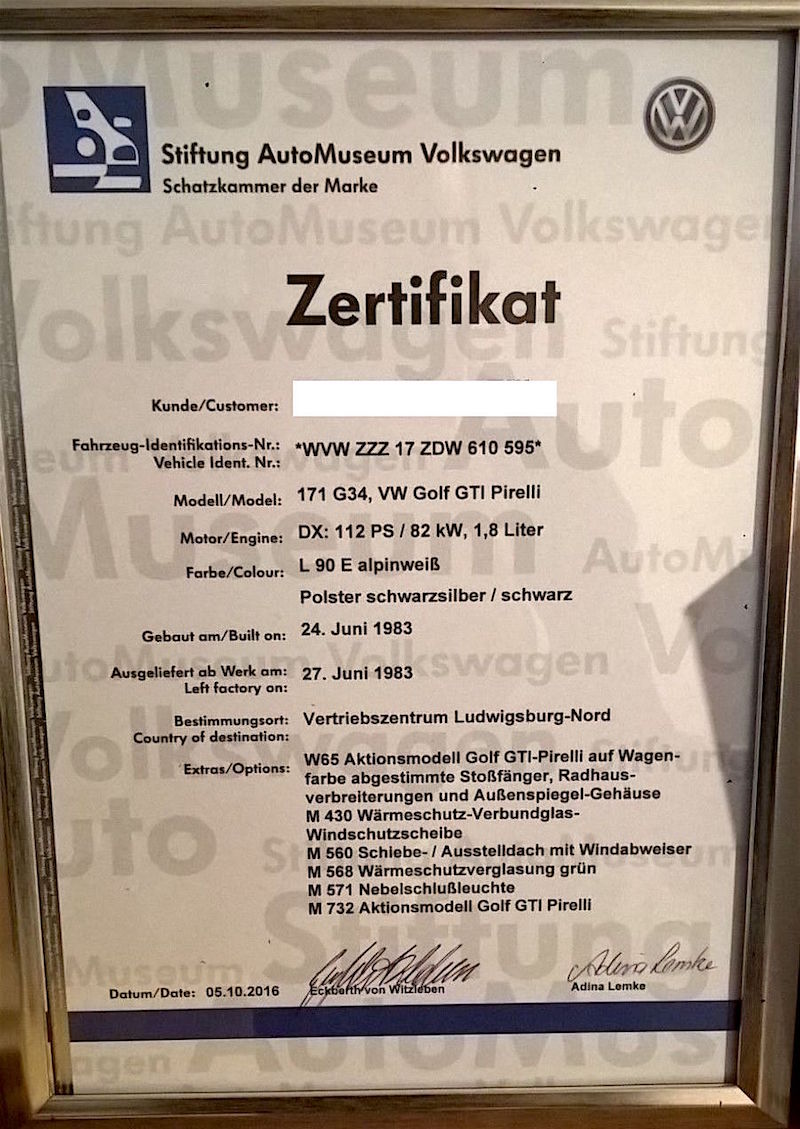 Stiftung AutoMuseum Volkswagen
Schatzkammer der Marke
Zertifikat
Kunde/Customer:
Fahrzeug-Identifikations-Nr.: *WVW ZZZ 17 ZDW 610 595*
Vehicle Ident. Nr.:
Modell/Model: 171 G34, VW Golf GTI Pirelli
Motor/Engine: DX: 112 PS / 82 kW, 1,8 Liter
Farbe/Colour: L 90 E alpinweiß
Polster schwarzsilber / schwarz
Gebaut am/Built on: 24. Juni 1983
Ausgeliefert ab Werk am: 27. Juni 1983
Left factory on:
Bestimmungsort: Vertriebszentrum Ludwigsburg-Nord
Country of destination:
Extras/Options: W65 Aktionsmodell Golf GTI-Pirelli auf Wagen-
farbe abgestimmte Stoßfänger, Radhaus-
verbreiterungen und Außenspiegel-Gehäuse
M 430 Wärmeschutz-Verbundglas-
Windschutzscheibe
M 560 Schiebe- / Ausstelldach mit Windabweiser
M 568 Wärmeschutzverglasung grün
M 571 Nebelschlußleuchte
M 732 Aktionsmodell Golf GTI Pirelli
Adina Lemke
Datum/Date: 05.10.2016 Eckberth von Witzleben Adina Lemke